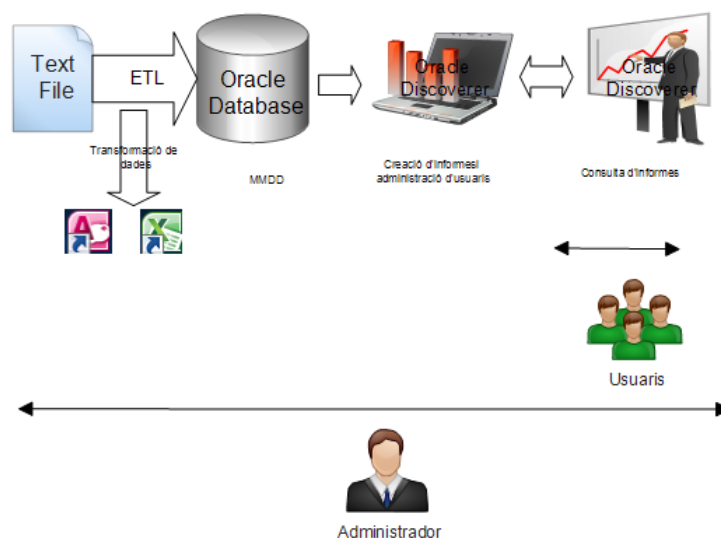 Text
File
ETL
Oracle
Database
Oracle
Discoverer
Oracle
Discoverer
Transformació de
dades
MMDD
Creació d'informesi
administració d'usuaris
Consulta d'informes
Usuaris
Administrador